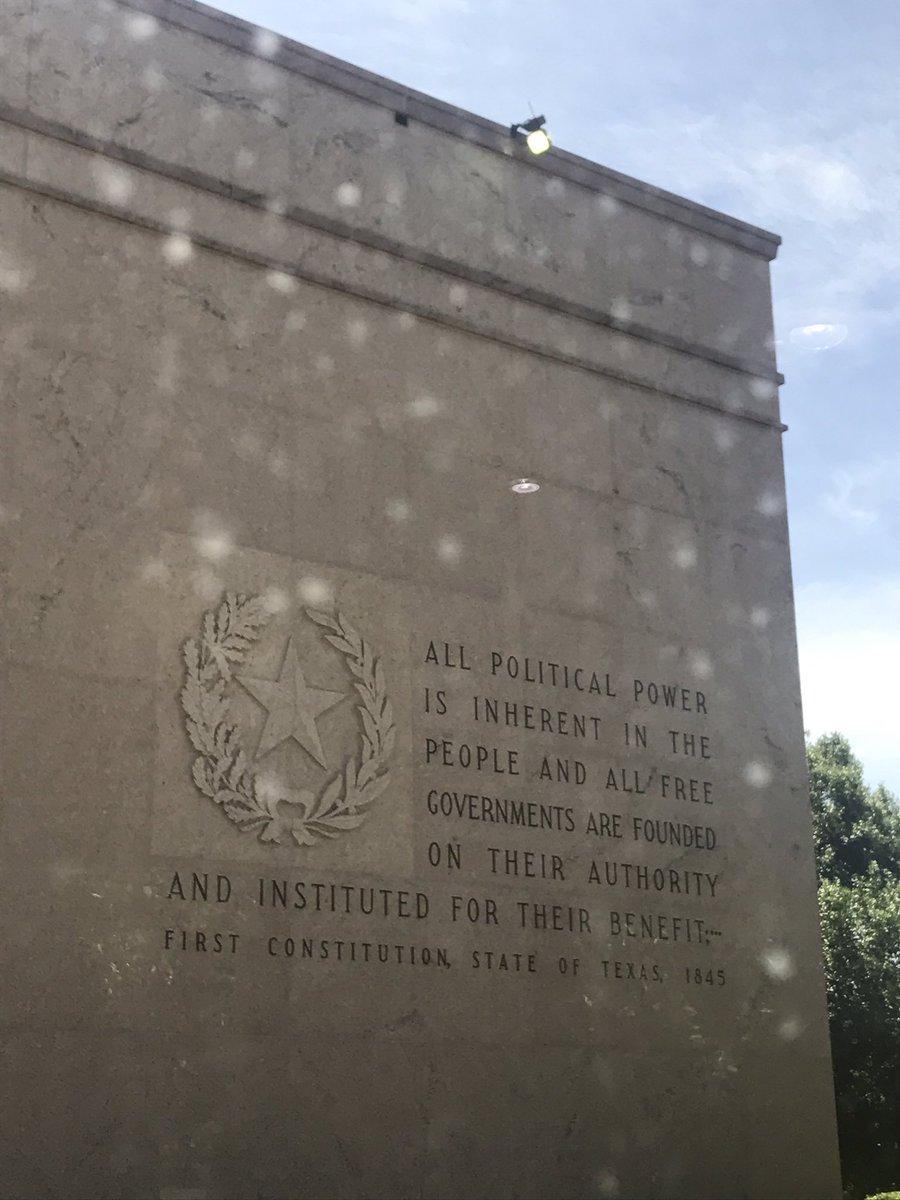 ALL POLITICAL POWER
IS INHERENT IN THE
PEOPLE AND ALL FREE
GOVERNMENTS ARE FOUNDED
ON THEIR AUTHORITY
AND INSTITUTED FOR THEIR BENEFIT;---
FIRST CONSTITUTION, STATE OF TEXAS, 1845